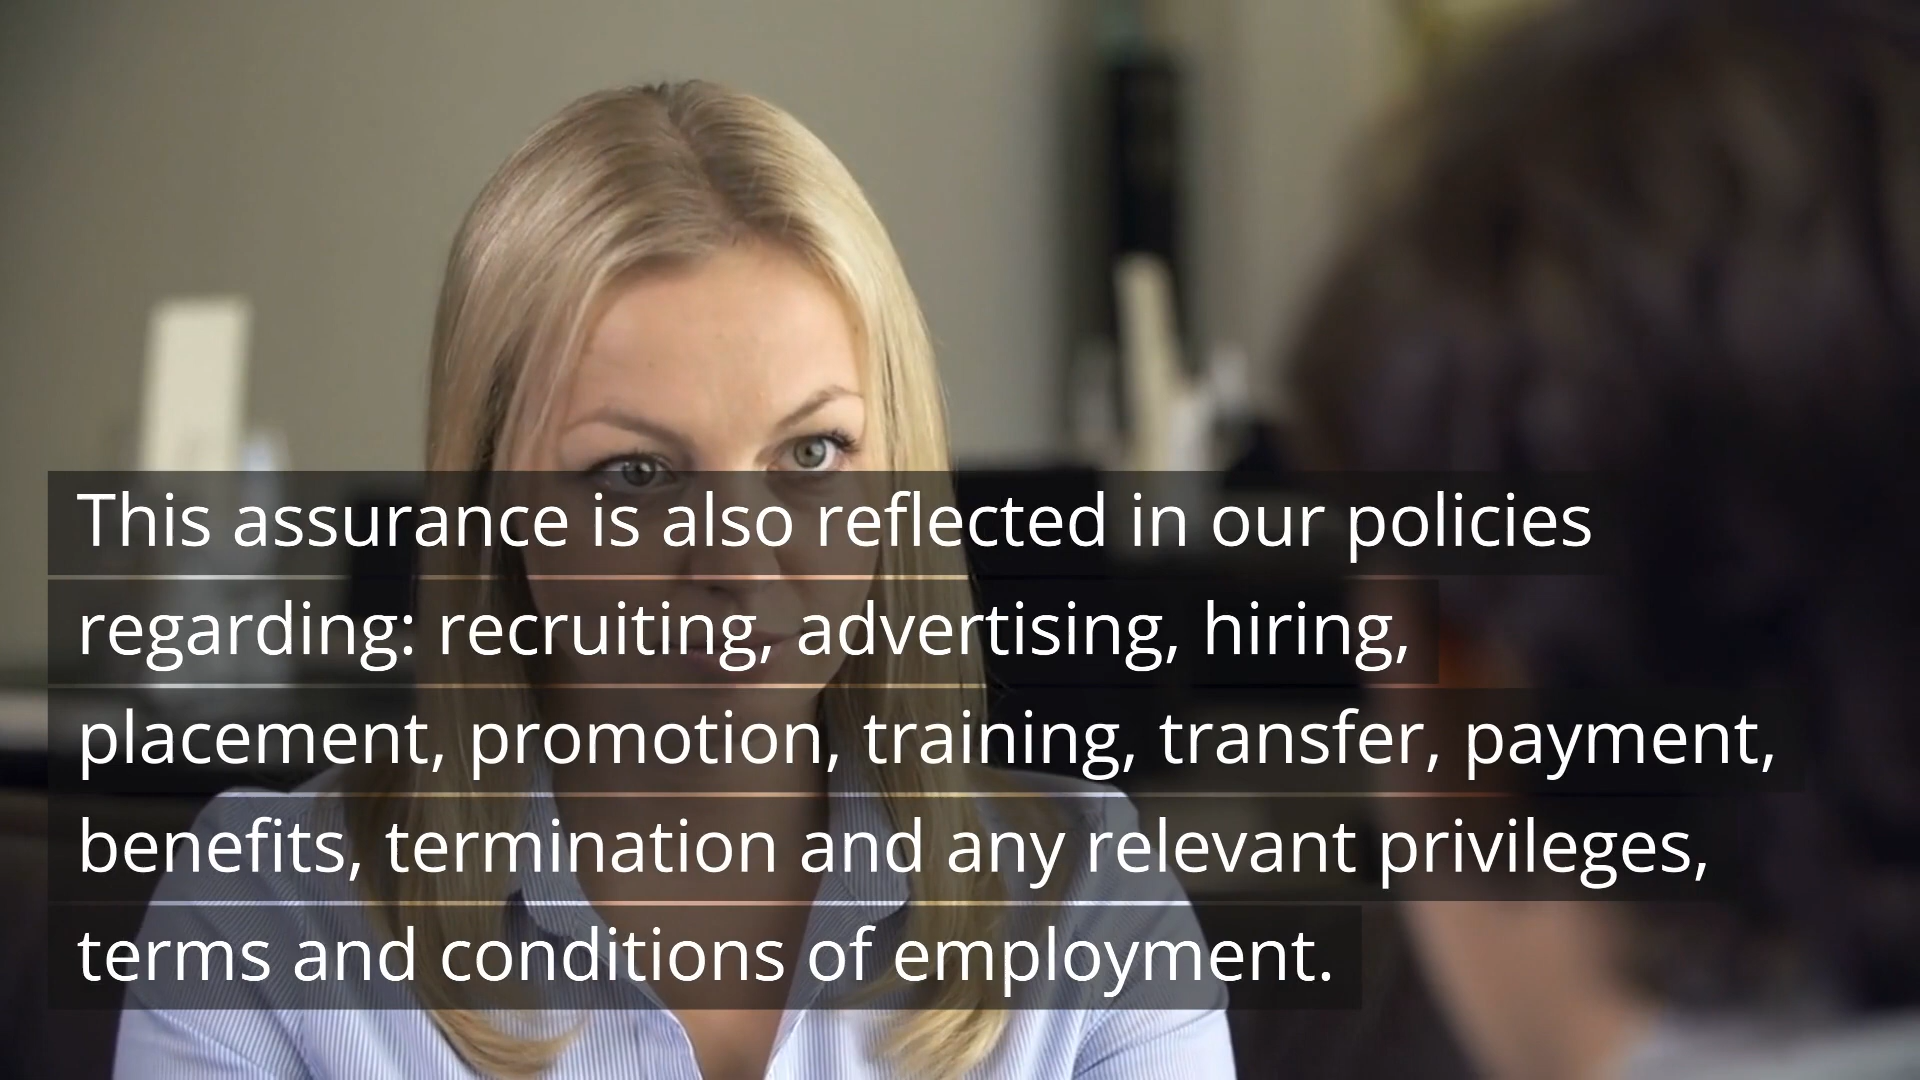 This assurance is also reflected in our policies
regarding: recruiting, advertising, hiring,
placement, promotion, training, transfer, payment,
benefits, termination and any relevant privileges,
terms and conditions of employment.